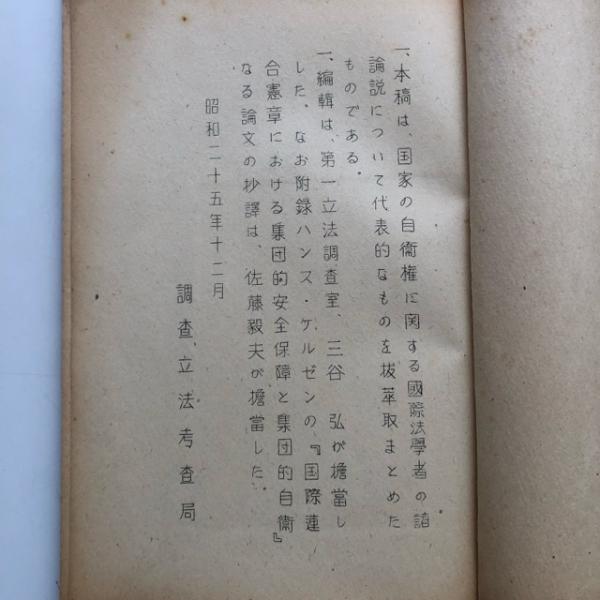 一、本稿は、国家の自衛権に関する國際法學者の諸
論説について代表的なものを抜萃取まとめた
ものである。
一、編輯は、第一立法調査室、三谷 弘が擔當し
した、なお附録ハンス・ケルゼンの『国際連
合憲章における集団的安全保障と集団的自衛』
なる論文の抄譯は、佐藤毅夫が擔當した。
昭和二十五年十二月
調査立法考査局